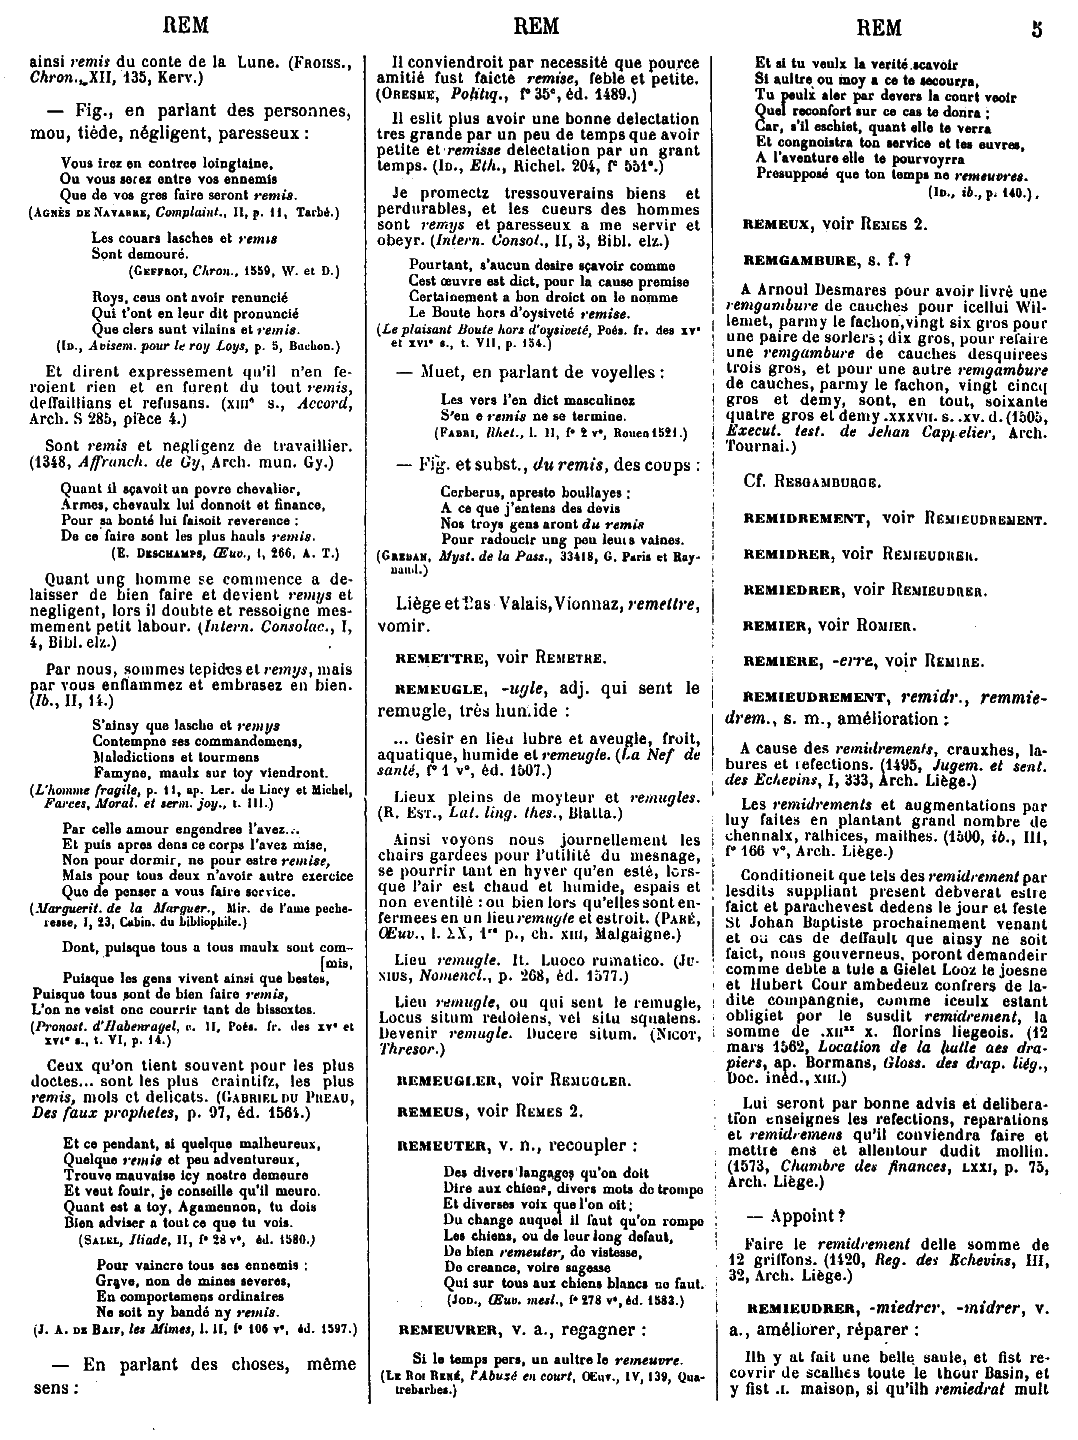 REM
REM
REM 5
ainsi remis du conte de la Lune. (FROISS.,
Chron., XII, 135, Kerv.)
— Fig., en parlant des personnes,
mou, tiède, négligent, paresseux :
Vous irez en contree loingtaine,
Ou vous serez entre vos ennemis
Que de vos gres faire seront remis.
(AGNÈS DE NAVARRE, Complaint., II, p. 11, Tarbé.)
Les couars lasches et remis
Sont demouré.
(GEFFROI, Chron., 1559, W. et D.)
Roys, ceus ont avoir renuncié
Qui t'ont en leur dit pronuncié
Que clers sunt vilains et remis.
(ID., Avisem. pour le roy Loys, p. 5, Buchon.)
Et dirent expressement qu'il n'en fe-
roient rien et en furent du tout remis,
deffaillians et refusans. (XIIIe s., Accord,
Arch. S 285, pièce 4.)
Sont remis et negligenz de travaillier.
(1348, Affranch. de Gy, Arch. mun. Gy.)
Quant il sçavoit un povre chevalier,
Armes, chevaulx lui donnoit et finance,
Pour sa bonté lui faisoit reverence :
De ce faire sont les plus hauls remis.
(E. DESCHAMPS, Œuv., I, 266, A. T.)
Quant ung homme se commence a de-
laisser de bien faire et devient remys et
negligent, lors il doubte et ressoigne mes-
mement petit labour. (Intern. Consolac., I,
4, Bibl. elz.)
Par nous, sommes tepides et remys, mais
par vous enflammez et embrasez en bien.
(Ib., II, 14.)
S'ainsy que lasche et remys
Contempne ses commandemens,
Maledictions et tourmens
Famyne, maulx sur toy viendront.
(L'homme fragile, p. 11, ap. Ler. de Lincy et Michel,
Farces, Moral. et serm. joy., t. III.)
Par celle amour engendree l'avez...
Et puis apres dens ce corps l'avez mise,
Non pour dormir, ne pour estre remise,
Mais pour tous deux n'avoir autre exercice
Que de penser a vous faire service.
(Marguerit. de la Marguer., Mir. de l'ame peche-
resse, I, 23, Cabin. du bibliophile.)
Dont, puisque tous a tous maulx sont com-
[mis,
Puisque les gens vivent ainsi que bestes,
Puisque tous sont de bien faire remis,
L'on ne veist onc courrir tant de bissextes.
(Pronost. d'Habenragel, c. II, Poés. fr. des XVe et
XVIe s., t. VI, p. 14.)
Ceux qu'on tient souvent pour les plus
doctes... sont les plus craintifz, les plus
remis, mols et delicats. (GABRIEL DU PREAU,
Des faux prophetes, p. 97, éd. 1564.)
Et ce pendant, si quelque malheureux,
Quelque remis et peu adventureux,
Trouve mauvaise icy nostre demeure
Et veut fouir, je conseille qu'il meure.
Quant est a toy, Agamennon, tu dois
Bien adviser a tout ce que tu vois.
(SALEL, Iliade, II, f° 28 v°, éd. 1580.)
Pour vaincre tous ses ennemis :
Grave, non de mines severes,
En comportemens ordinaires
Ne soit ny bandé ny remis.
(J. A. DE BAIF, les Mimes, l. II, f° 106 v°, éd. 1597.)
— En parlant des choses, même
sens :
Il conviendroit par necessité que pource
amitié fust faicte remise, feble et petite.
(ORESME, Politiq., f° 35c, éd. 1489.)
Il eslit plus avoir une bonne delectation
tres grande par un peu de temps que avoir
petite et remisse delectation par un grant
temps. (ID., Eth., Richel. 204, f° 551a.)
Je promectz tressouverains biens et
perdurables, et les cueurs des hommes
sont remys et paresseux a me servir et
obeyr. (Intern. Consol., II, 3, Bibl. elz.)
Pourtant, s'aucun desire sçavoir comme
Cest œuvre est dict, pour la cause premise
Certainement a bon droict on le nomme
Le Boute hors d'oysiveté remise.
(Le plaisant Boute hors d'oysiveté, Poés. fr. des XVe
et XVIe s., t. VII, p. 154.)
— Muet, en parlant de voyelles :
Les vers l'en dict masculinez
S'en e remis ne se termine.
(FABRI, Rhet., l. II, f° 2 v°, Rouen 1521.)
— Fig. et subst., du remis, des coups :
Cerberus, apreste boullayes ;
A ce que j'entens des devis
Nos troys gens aront du remis
Pour radoucir ung peu leurs vaines.
(GREBAN, Myst. de la Pass., 33418, G. Paris et Ray-
naud.)
Liége et Bas Valais, Vionnaz, remettre,
vomir.
REMETTRE, voir REMETRE.
REMEUGLE, -ugle, adj. qui sent le
remugle, très humide :
... Gesir en lieu lubre et aveugle, froit,
aquatique, humide et remeugle. (La Nef de
santé, f° 1 v°, éd. 1507.)
Lieux pleins de moyteur et remugles.
(R. EST., Lat. ling. thes., Blatta.)
Ainsi voyons nous journellement les
chairs gardees pour l'utilité du mesnage,
se pourrir tant en hyver qu'en esté, lors-
que l'air est chaud et humide, espais et
non eventilé : ou bien lors qu'elles sont en-
fermees en un lieu remugle et estroit. (PARÉ,
Œuv., l. XX, 1re p., ch. XIII, Malgaigne.)
Lieu remugle. It. Luoco rumatico. (JU-
NIUS, Nomencl., p. 268, éd. 1577.)
Lieu remugle, ou qui sent le remugle,
Locus situm redolens, vel situ squalens.
Devenir remugle. Ducere situm. (NICOT,
Thresor.)
REMEUGLER, voir REMUGLER.
REMEUS, voir REMES 2.
REMEUTER, v. n., recoupler :
Des divers langages qu'on doit
Dire aux chiens, divers mots de trompe
Et diverses voix que l'on oit ;
Du change auquel il faut qu'on rompe
Les chiens, ou de leur long defaut,
De bien remeuter, de vistesse,
De creance, voire sagesse
Qui sur tous aux chiens blancs ne faut.
(JOD., Œuv. mesl., f° 278 v°, éd. 1583.)
REMEUVRER, v. a., regagner :
Si le temps pers, un aultre le remeuvre.
(LE ROI RENÉ, l'Abuzé en court, Œuv., IV, 139, Qua-
trebarbes.)
Et si tu veulx la verité scavoir
Si aultre ou moy a ce te secourra,
Tu peulx aler par devers la court veoir
Quel reconfort sur ce cas te donra ;
Car, s'il eschiet, quant elle te verra
Et congnoistra ton service et tes euvres,
A l'aventure elle te pourvoyrra
Presupposé que ton temps ne remeuvres.
(ID., ib., p. 140.)
REMEUX, voir REMES 2.
REMGAMBURE, s. f. ?
A Arnoul Desmares pour avoir livré une
remgambure de cauches pour icellui Wil-
lemet, parmy le fachon, vingt six gros pour
une paire de sorlers ; dix gros, pour refaire
une remgambure de cauches desquirees
trois gros, et pour une autre remgambure
de cauches, parmy le fachon, vingt cincq
gros et demy, sont, en tout, soixante
quatre gros et demy .XXXVII. s. .XV. d. (1505,
Execut. test. de Jehan Cappelier, Arch.
Tournai.)
Cf. RESGAMBURGE.
REMIDREMENT, voir REMIEUDREMENT.
REMIDRER, voir REMIEUDRER.
REMIEDRER, voir REMIEUDRER.
REMIER, voir ROMIER.
REMIERE, -erre, voir REMIRE.
REMIEUDREMENT, remidr., remmie-
drem., s. m., amélioration :
A cause des remidrements, crauxhes, la-
bures et refections. (1495, Jugem. et sent.
des Echevins, I, 333, Arch. Liège.)
Les remidrements et augmentations par
luy faites en plantant grand nombre de
chennalx, ralhices, mailhes. (1500, ib., III,
f° 166 v°, Arch. Liège.)
Conditioneit que tels des remidrement par
lesdits suppliant present debverat estre
faict et parachevest dedens le jour et feste
St Johan Baptiste prochainement venant
et ou cas de deffault que ainsy ne soit
faict, nous gouverneus, poront demandeir
comme deble a tule a Gielet Looz le joesne
et Hubert Cour ambedeuz confrers de la-
dite compangnie, comme iceulx estant
obligiet por le susdit remidrement, la
somme de .XIIxx X. florins liegeois. (12
mars 1562, Location de la halle aes dra-
piers, ap. Bormans, Gloss. des drap. liég.,
Doc. inéd., XIII.)
Lui seront par bonne advis et delibera-
tion enseignes les refections, reparations
et remidremens qu'il conviendra faire et
mettre ens et allentour dudit mollin.
(1573, Chambre des finances, LXXI, p. 75,
Arch. Liège.)
— Appoint ?
Faire le remidrement delle somme de
12 griffons. (1420, Reg. des Echevins, III,
32, Arch. Liège.)
REMIEUDRER, -miedrer, -midrer, v.
a., améliorer, réparer :
Ilh y at fait une belle saule, et fist re-
covrir de scalhes toute le thour Basin, et
y fist .I. maison, si qu'ilh remiedrat mult